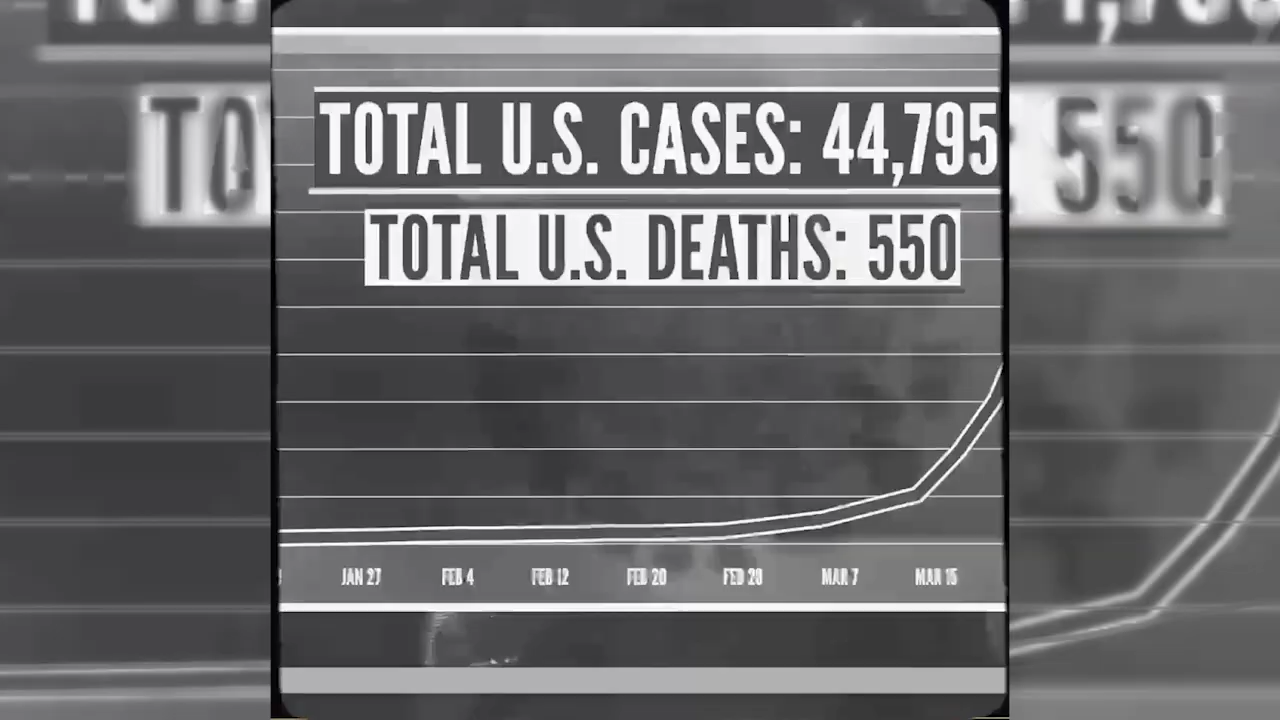 TOTAL U.S. CASES: 44,795
TOTAL U.S. DEATHS: 550
JAN 27 FEB 4 FEB 12 FEB 20 FEB 28 MAR 7 MAR 15